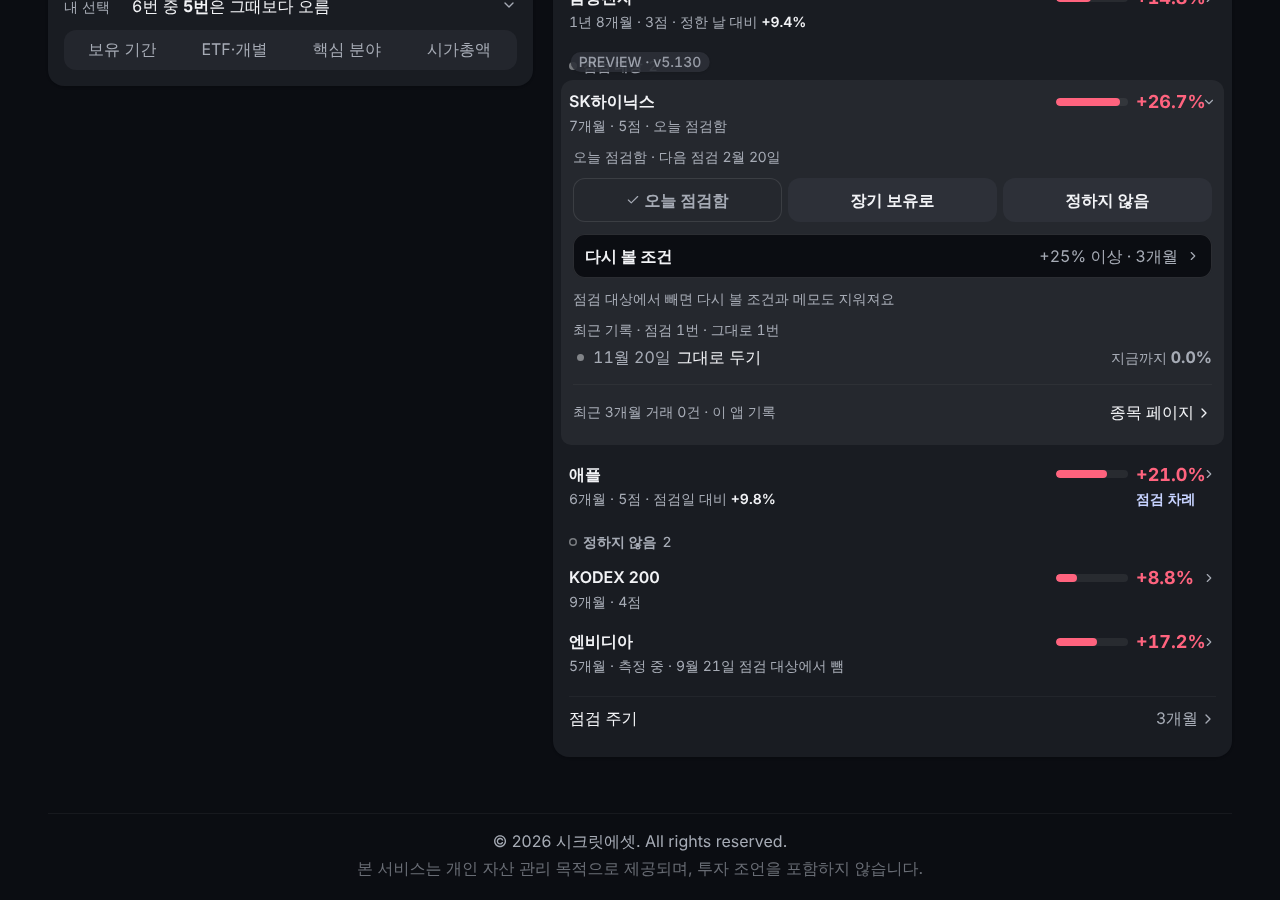 내 선택 6번 중 5번은 그때보다 오름
보유 기간 ETF·개별 핵심 분야 시가총액
1년 8개월 · 3점 · 정한 날 대비 +9.4%
PREVIEW · v5.130
SK하이닉스 +26.7%
7개월 · 5점 · 오늘 점검함
오늘 점검함 · 다음 점검 2월 20일
오늘 점검함 장기 보유로 정하지 않음
다시 볼 조건 +25% 이상 · 3개월
점검 대상에서 빼면 다시 볼 조건과 메모도 지워져요
최근 기록 · 점검 1번 · 그대로 1번
11월 20일 그대로 두기 지금까지 0.0%
최근 3개월 거래 0건 · 이 앱 기록 종목 페이지
애플 +21.0%
6개월 · 5점 · 점검일 대비 +9.8% 점검 차례
정하지 않음 2
KODEX 200 +8.8%
9개월 · 4점
엔비디아 +17.2%
5개월 · 측정 중 · 9월 21일 점검 대상에서 뺌
점검 주기 3개월
© 2026 시크릿에셋. All rights reserved.
본 서비스는 개인 자산 관리 목적으로 제공되며, 투자 조언을 포함하지 않습니다.